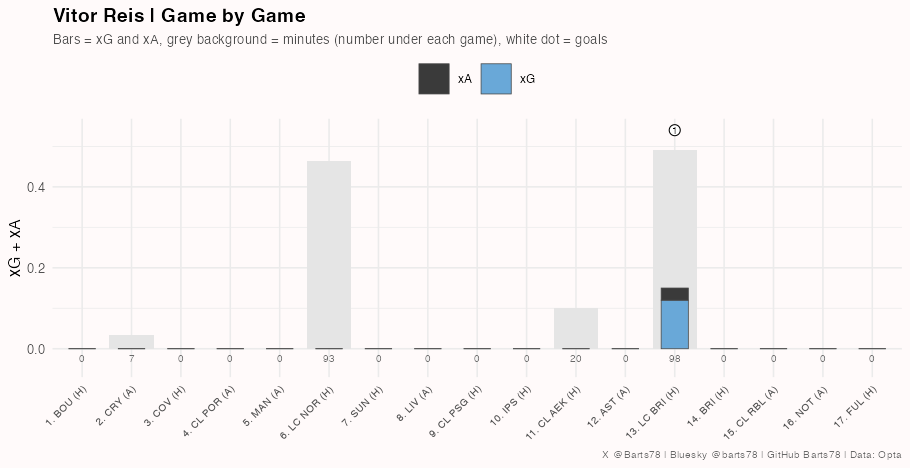 Vitor Reis | Game by Game
Bars = xG and xA, grey background = minutes (number under each game), white dot = goals
xA xG
xG + xA
0.4
0.2
0.0
1
0 7 0 0 0 93 0 0 0 0 20 0 98 0 0 0 0
1. BOU (H)
2. CRY (A)
3. COV (H)
4. CL POR (A)
5. MAN (A)
6. LC NOR (H)
7. SUN (H)
8. LIV (A)
9. CL PSG (H)
10. IPS (H)
11. CL AEK (H)
12. AST (A)
13. LC BRI (H)
14. BRI (H)
15. CL RBL (A)
16. NOT (A)
17. FUL (H)
X @Barts78 | Bluesky @barts78 | GitHub Barts78 | Data: Opta